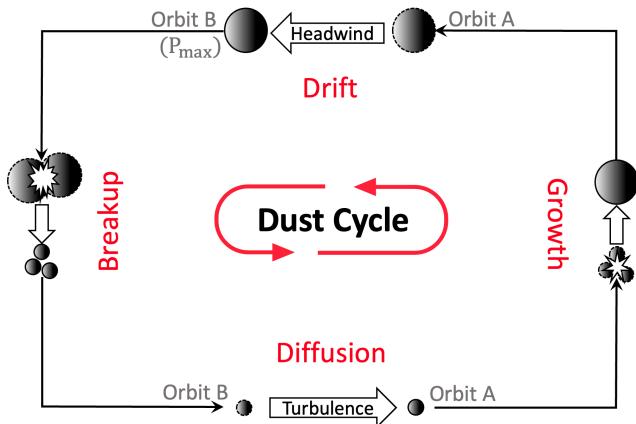 Orbit B
(Pmax)
Headwind
Orbit A
Drift
Breakup
Dust Cycle
Growth
Diffusion
Orbit B
Turbulence
Orbit A